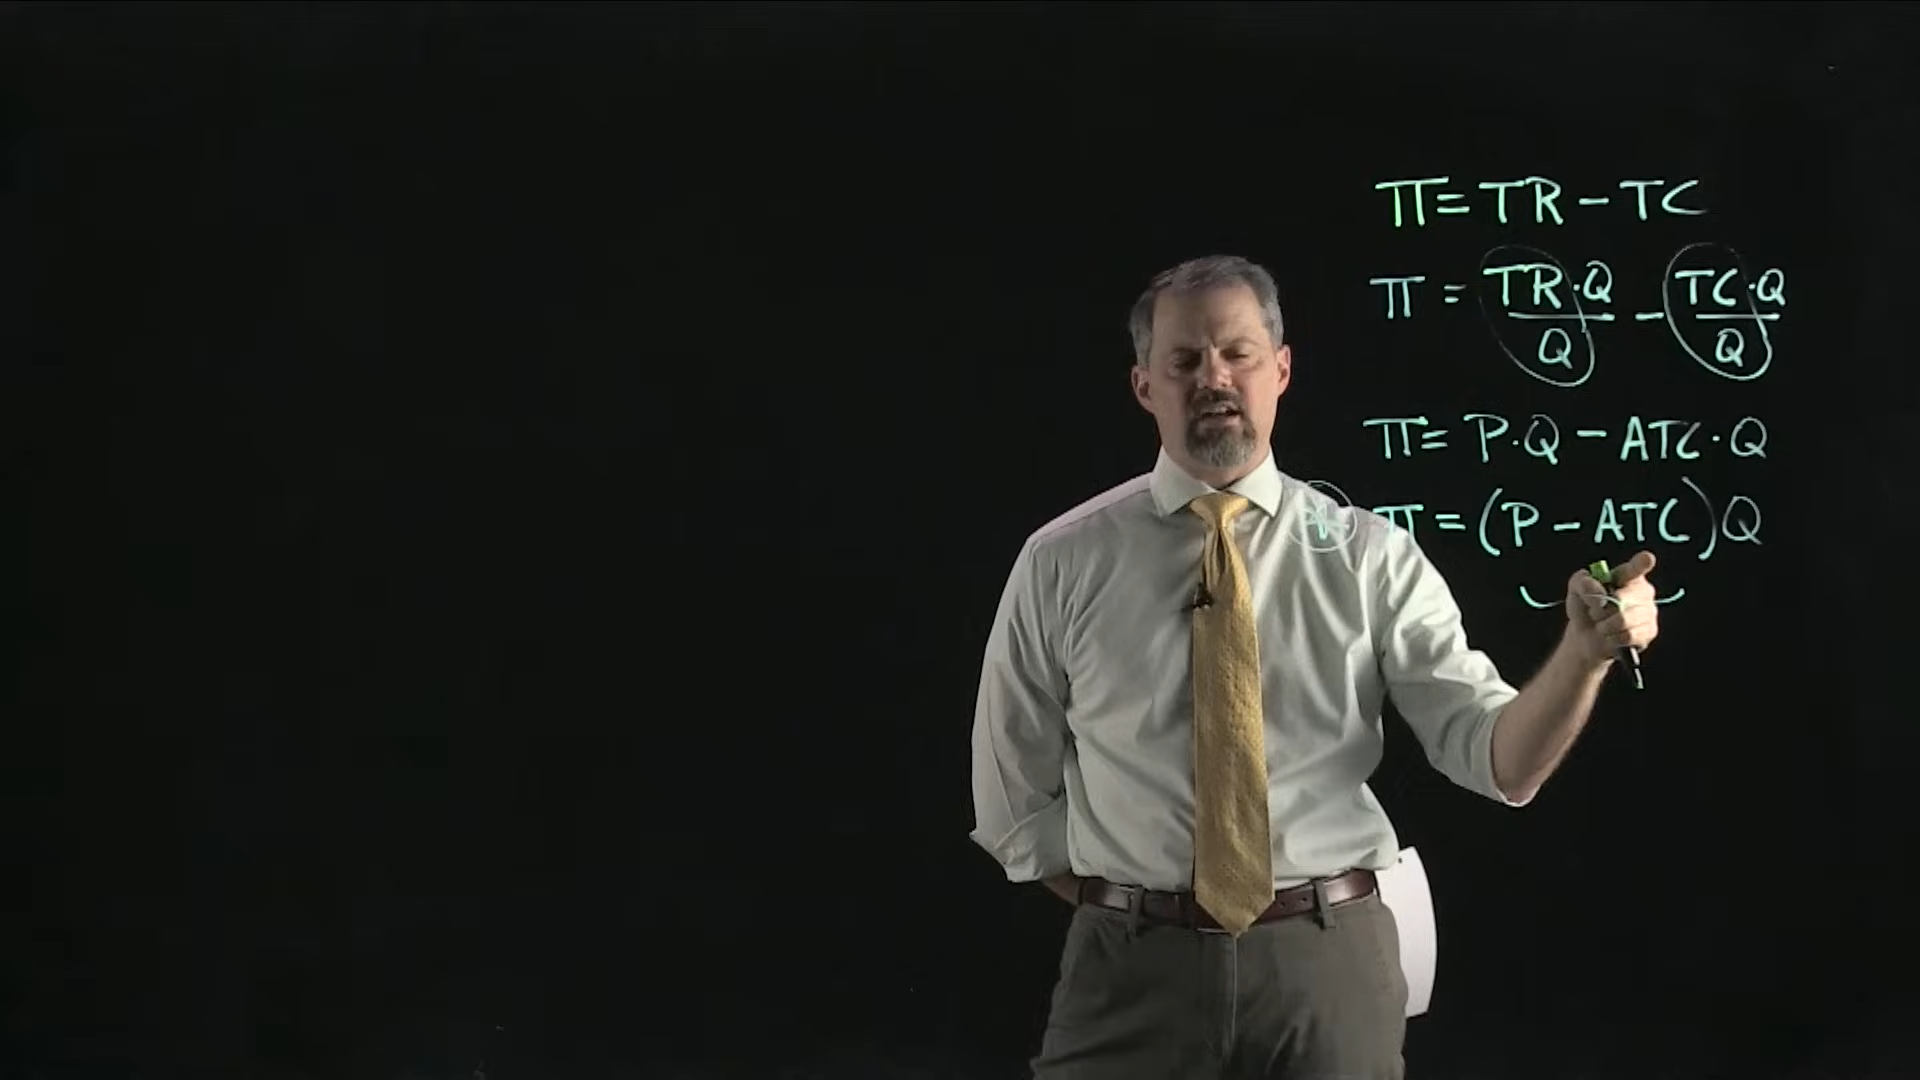 π = TR - TC
π = TR·Q/Q - TC·Q/Q
π = P·Q - ATC·Q
* π = (P - ATC)Q